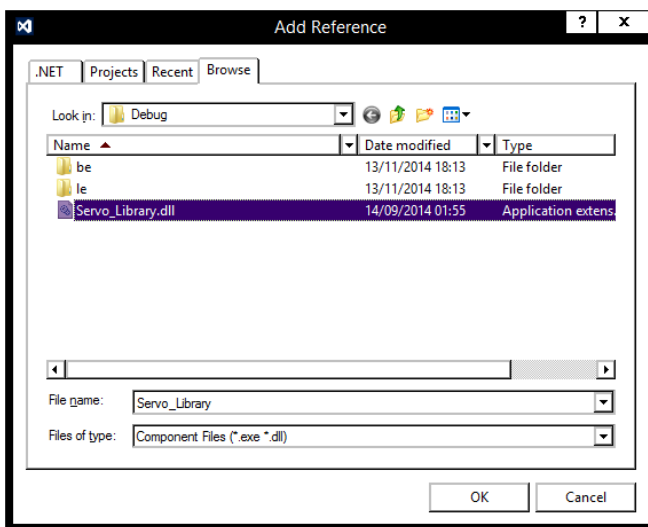 Add Reference
? x
.NET Projects Recent Browse
Look in: Debug
Name Date modified Type
be 13/11/2014 18:13 File folder
le 13/11/2014 18:13 File folder
Servo_Library.dll 14/09/2014 01:55 Application extens.
File name: Servo_Library
Files of type: Component Files (*.exe *.dll)
OK Cancel